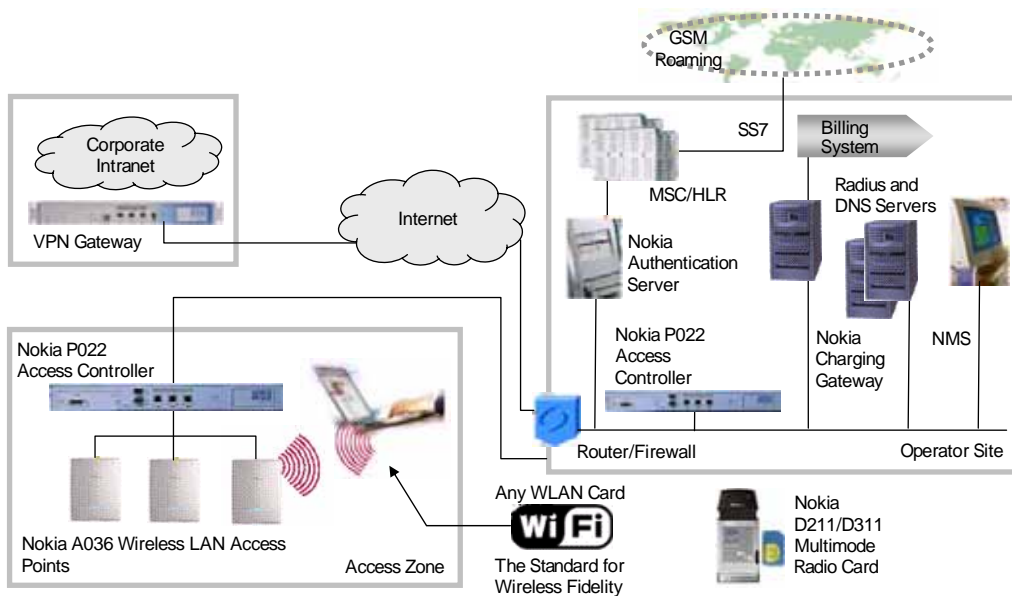 GSM
Roaming
Corporate
Intranet
VPN Gateway
Internet
SS7
Billing
System
MSC/HLR
Radius and
DNS Servers
Nokia
Authentication
Server
Nokia P022
Access
Controller
Nokia
Charging
Gateway
NMS
Router/Firewall
Operator Site
Nokia P022
Access Controller
Nokia A036 Wireless LAN Access
Points
Access Zone
Any WLAN Card
Wi Fi
The Standard for
Wireless Fidelity
Nokia
D211/D311
Multimode
Radio Card